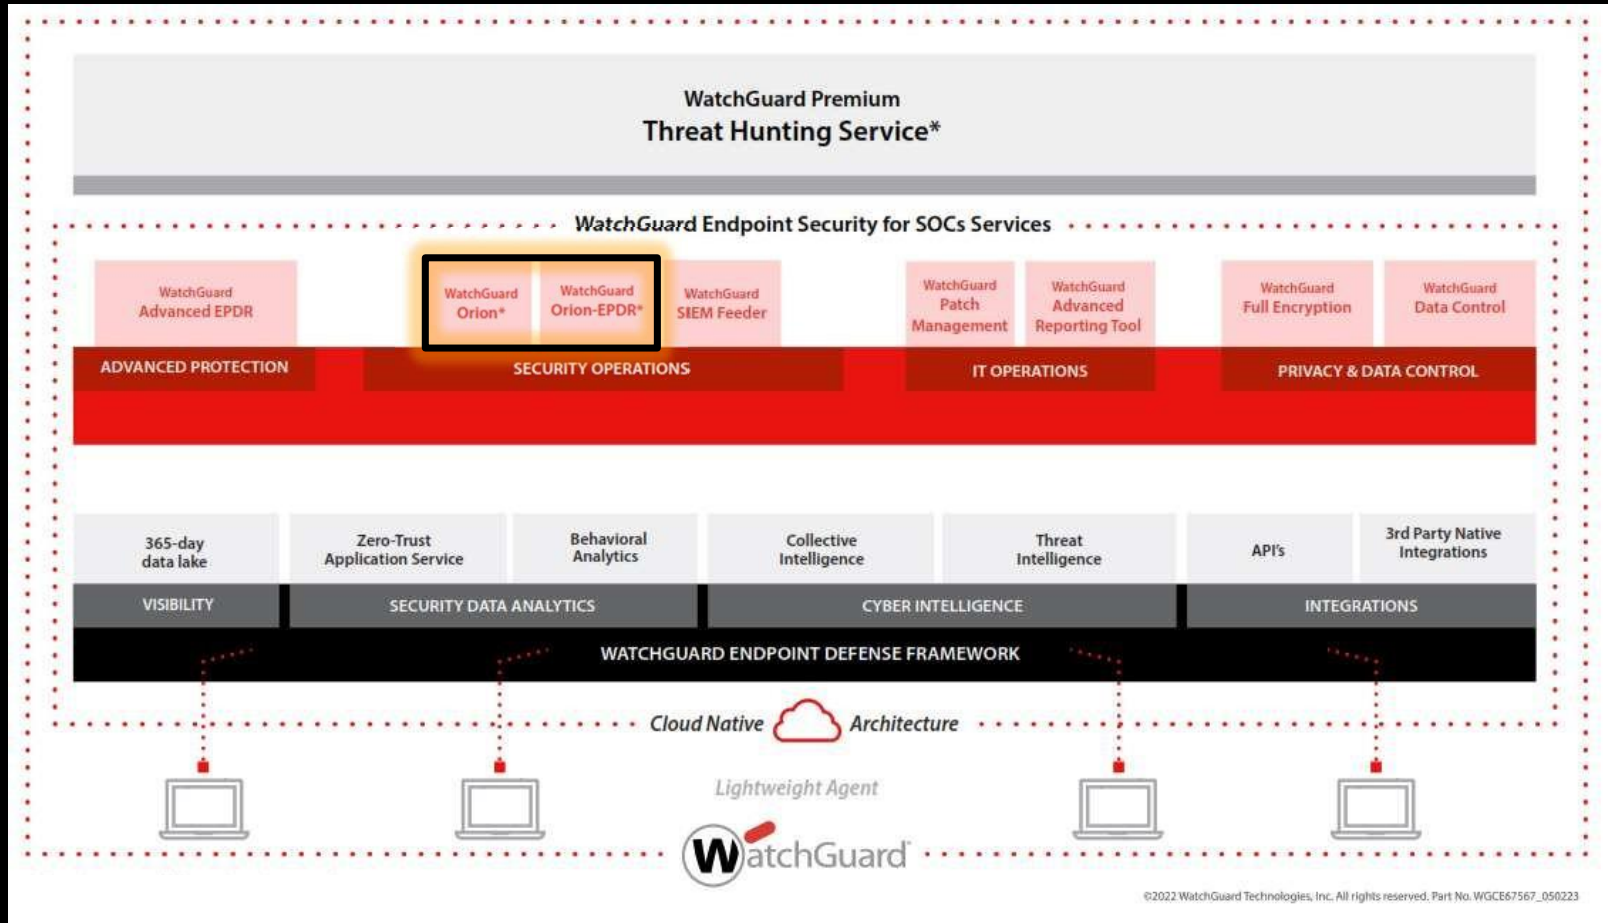 WatchGuard Premium
Threat Hunting Service*
WatchGuard Endpoint Security for SOCs Services
WatchGuard
Advanced EPDR
WatchGuard
Orion*
WatchGuard
Orion-EPDR*
WatchGuard
SIEM Feeder
WatchGuard
Patch
Management
WatchGuard
Advanced
Reporting Tool
WatchGuard
Full Encryption
WatchGuard
Data Control
ADVANCED PROTECTION
SECURITY OPERATIONS
IT OPERATIONS
PRIVACY & DATA CONTROL
365-day
data lake
Zero-Trust
Application Service
Behavioral
Analytics
Collective
Intelligence
Threat
Intelligence
API's
3rd Party Native
Integrations
VISIBILITY
SECURITY DATA ANALYTICS
CYBER INTELLIGENCE
INTEGRATIONS
WATCHGUARD ENDPOINT DEFENSE FRAMEWORK
Cloud Native Architecture
Lightweight Agent
WatchGuard
©2022 WatchGuard Technologies, Inc. All rights reserved. Part No. WGCE67567_050223